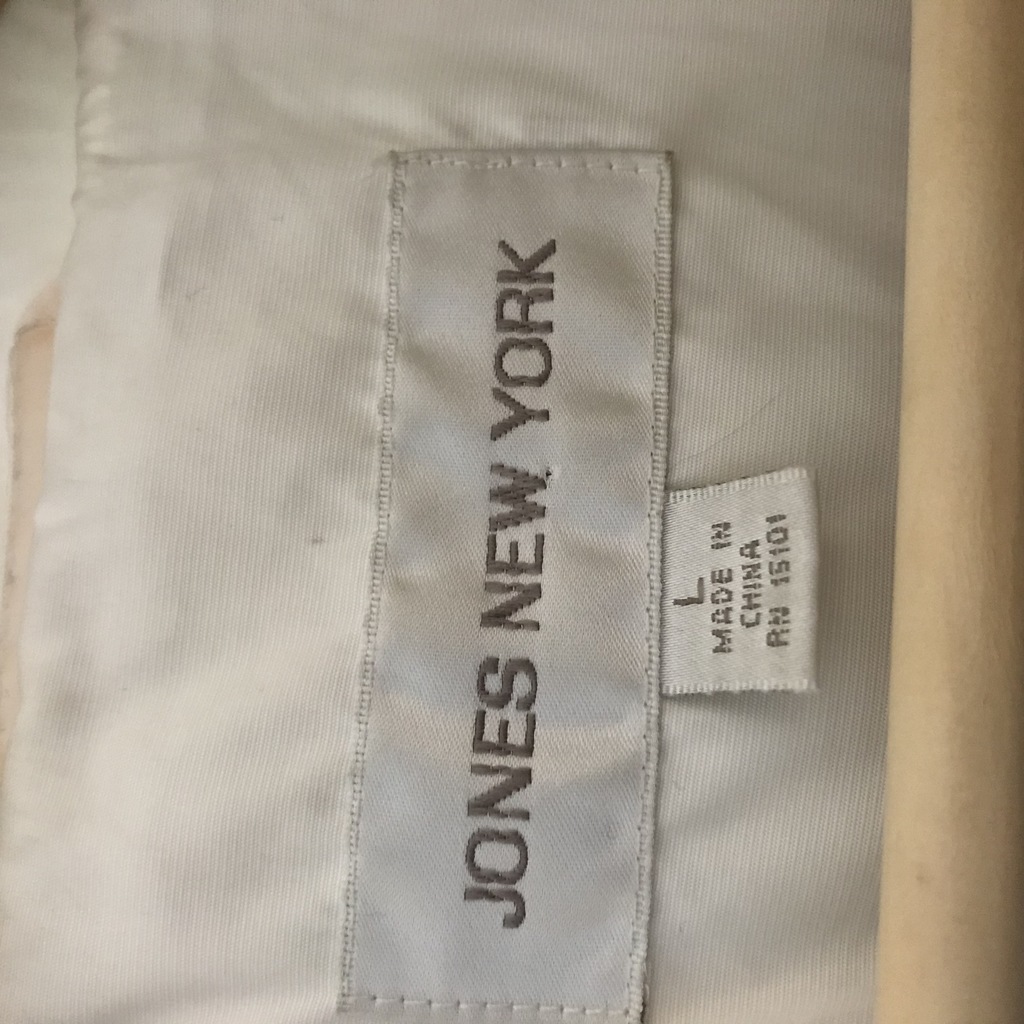 JONES NEW YORK
L
MADE IN
CHINA
RN 15101